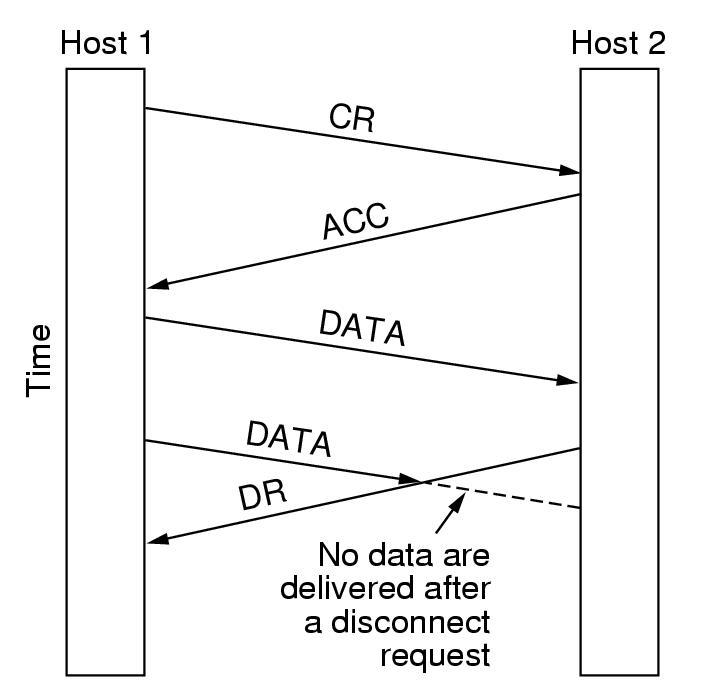 Host 1
Host 2
CR
ACC
DATA
Time
DATA
DR
No data are
delivered after
a disconnect
request